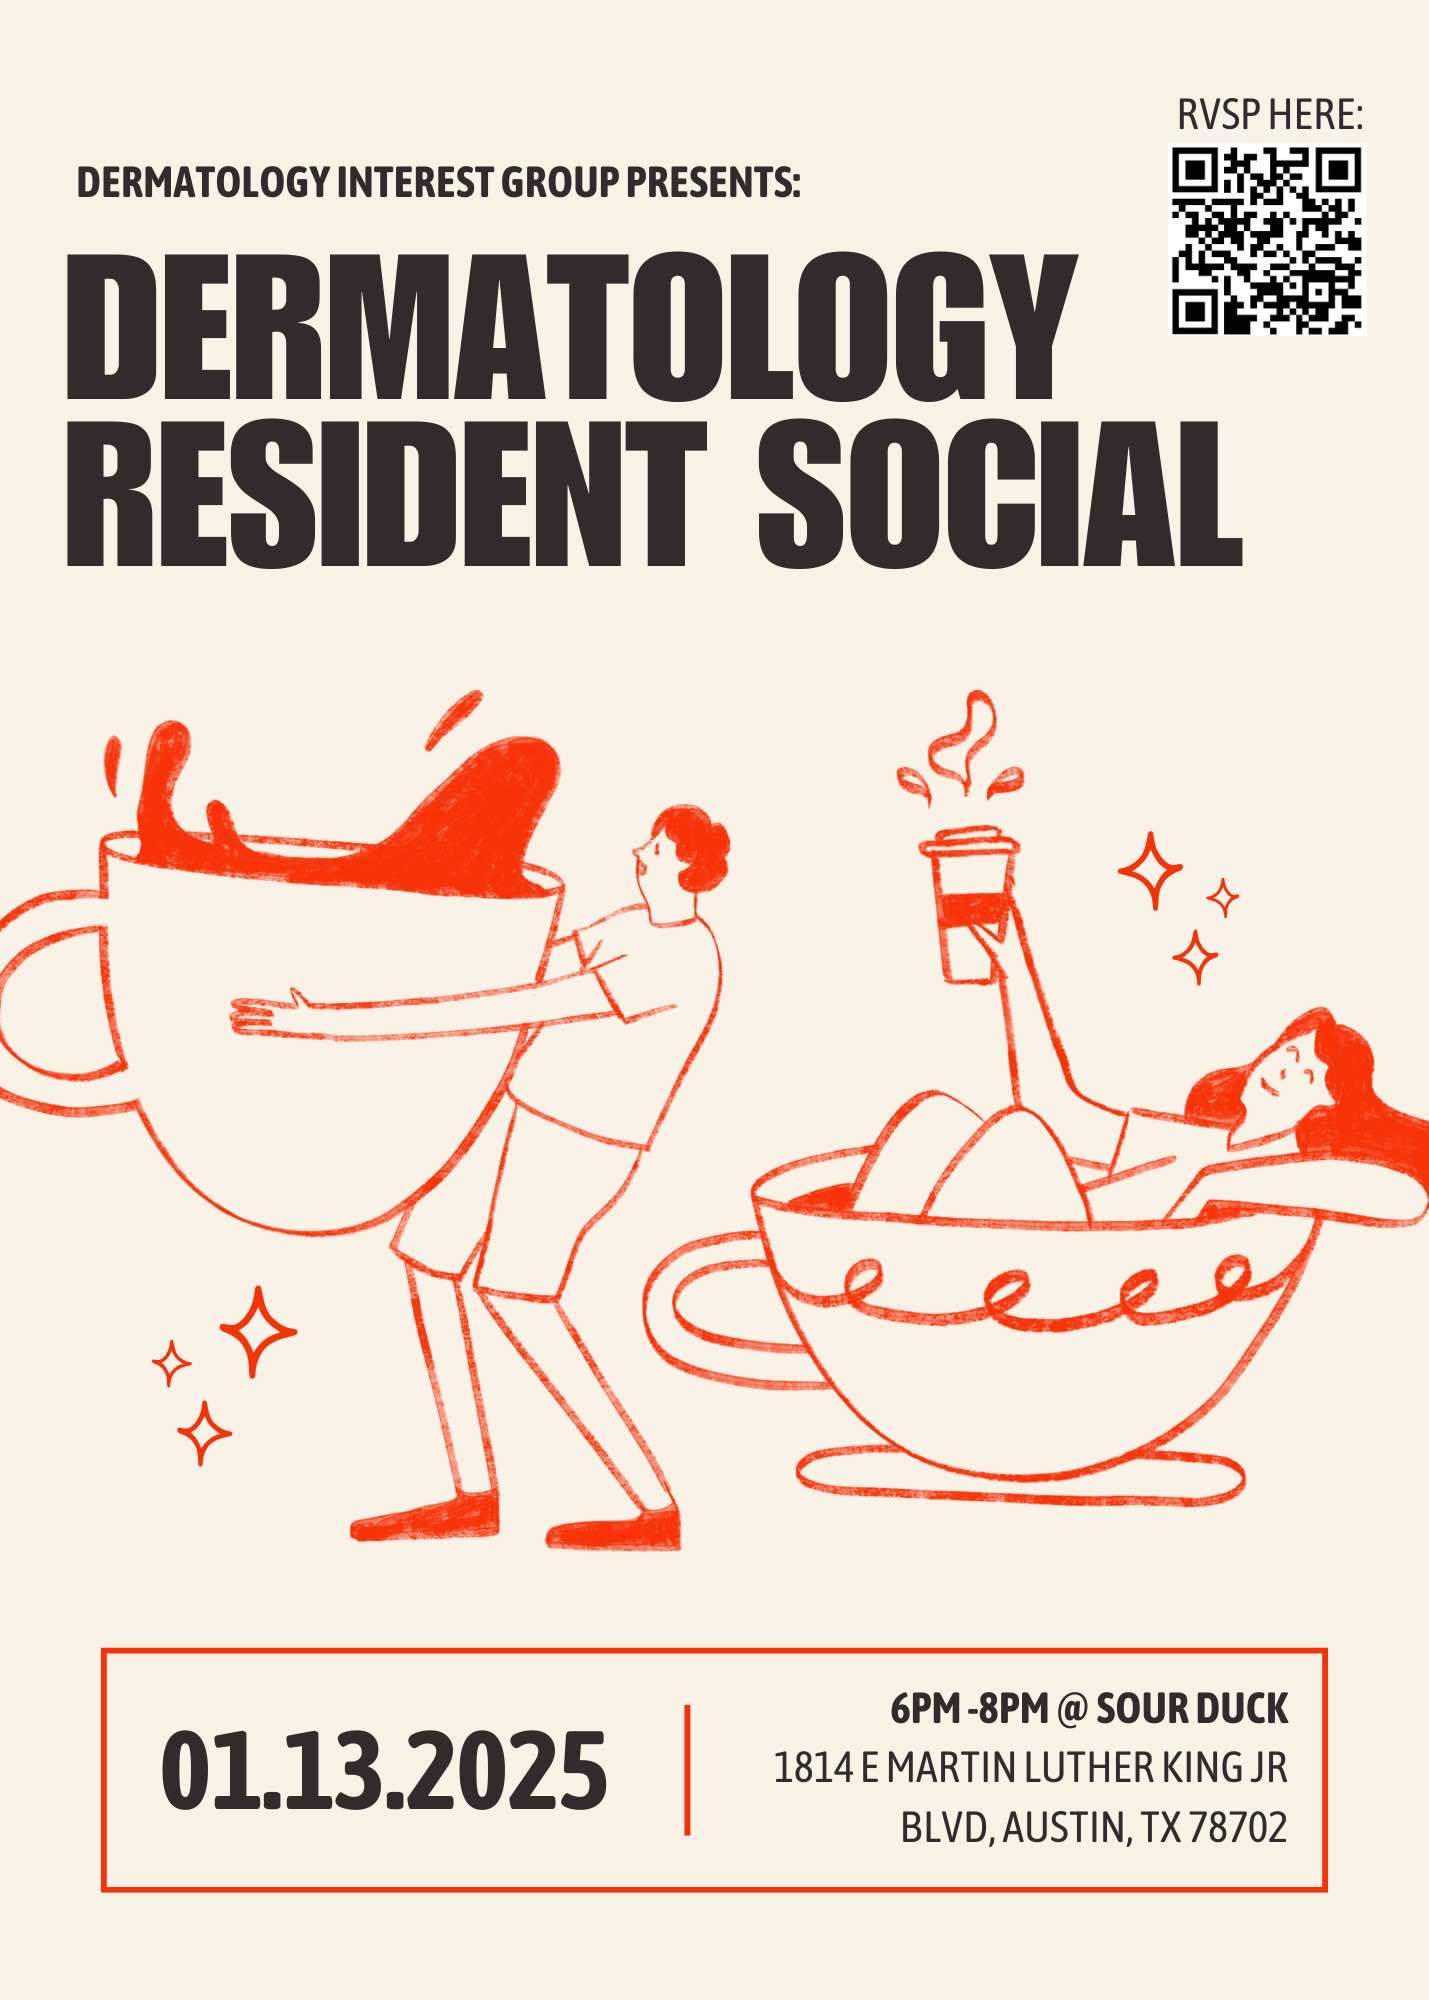 RVSP HERE:
DERMATOLOGY INTEREST GROUP PRESENTS:
DERMATOLOGY
RESIDENT SOCIAL
01.13.2025
6PM -8PM @ SOUR DUCK
1814 E MARTIN LUTHER KING JR
BLVD, AUSTIN, TX 78702